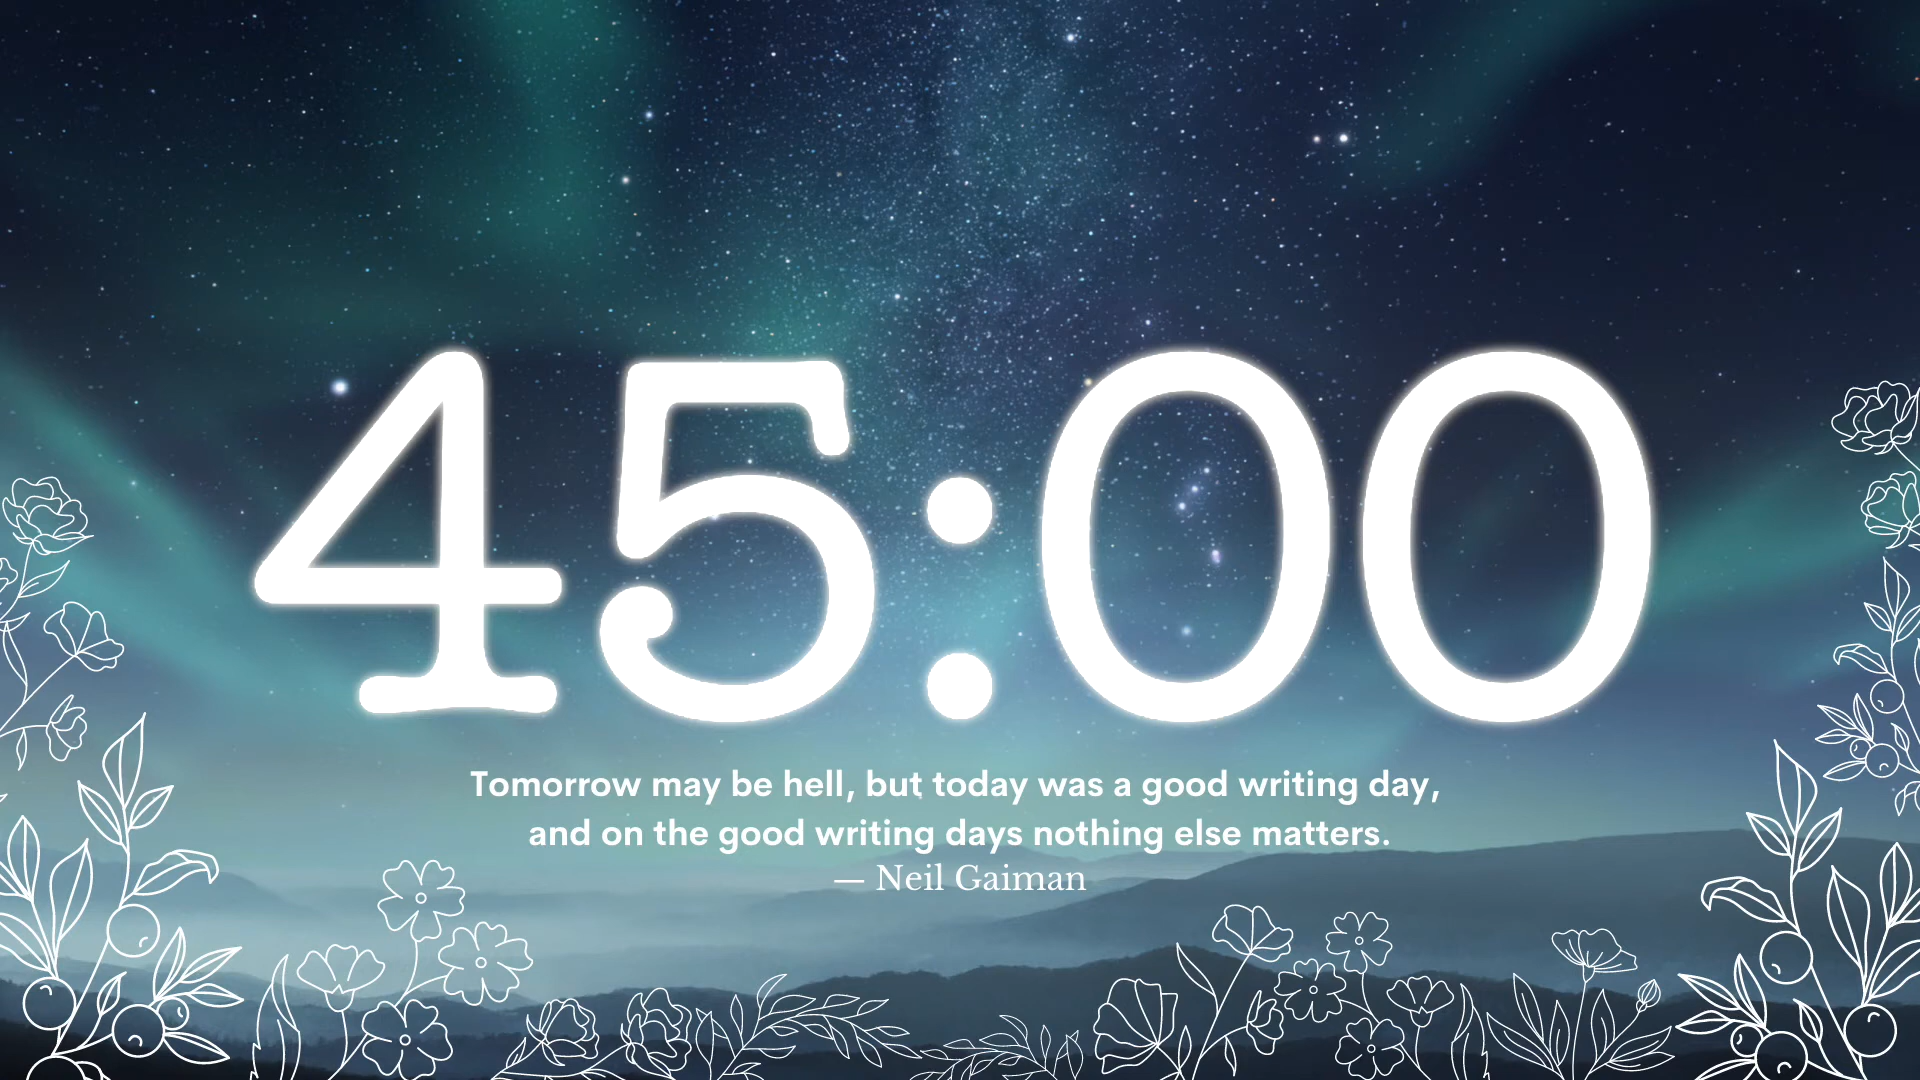 45:00
Tomorrow may be hell, but today was a good writing day,
and on the good writing days nothing else matters.
— Neil Gaiman